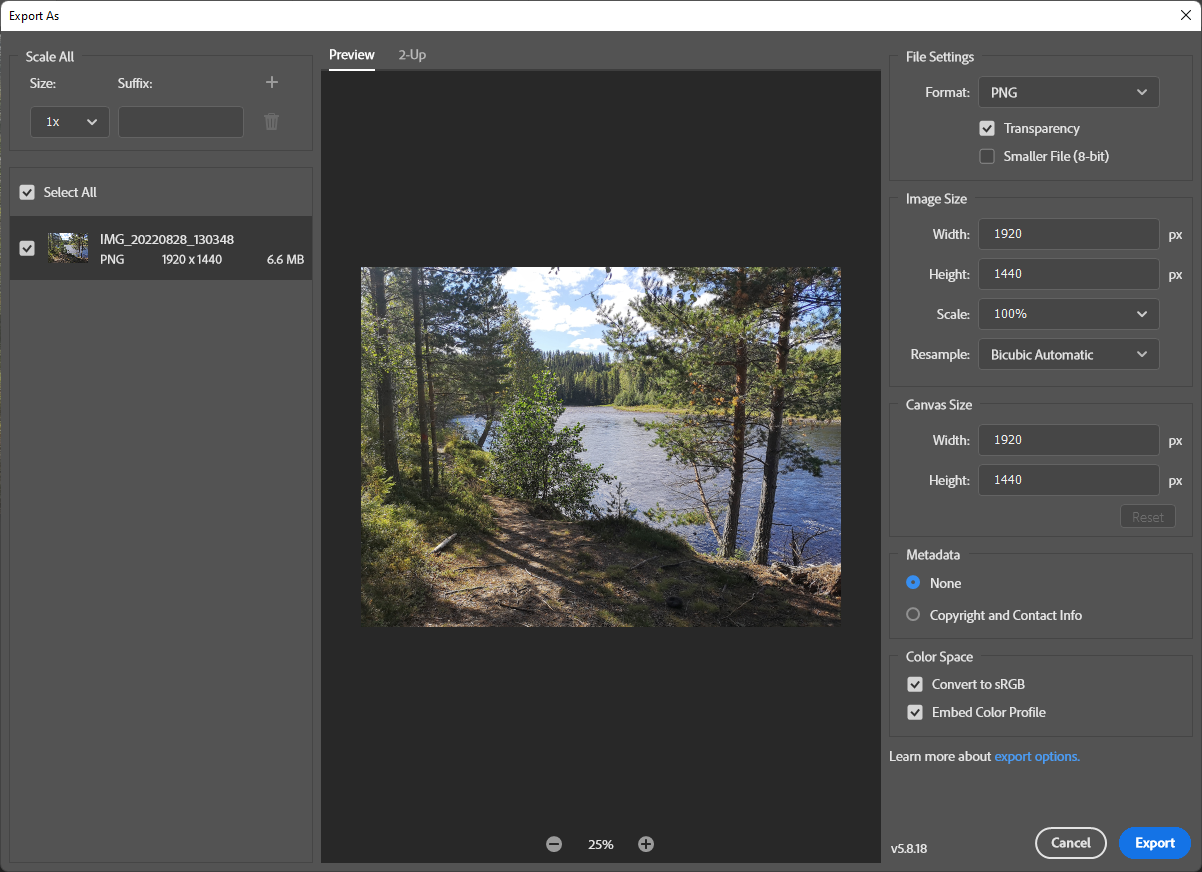 Export As
Scale All
Size:
Suffix:
1x
Select All
IMG_20220828_130348
PNG 1920 x 1440 6.6 MB
Preview 2-Up
25%
File Settings
Format: PNG
Transparency
Smaller File (8-bit)
Image Size
Width: 1920 px
Height: 1440 px
Scale: 100%
Resample: Bicubic Automatic
Canvas Size
Width: 1920 px
Height: 1440 px
Reset
Metadata
None
Copyright and Contact Info
Color Space
Convert to sRGB
Embed Color Profile
Learn more about export options.
v5.8.18
Cancel
Export